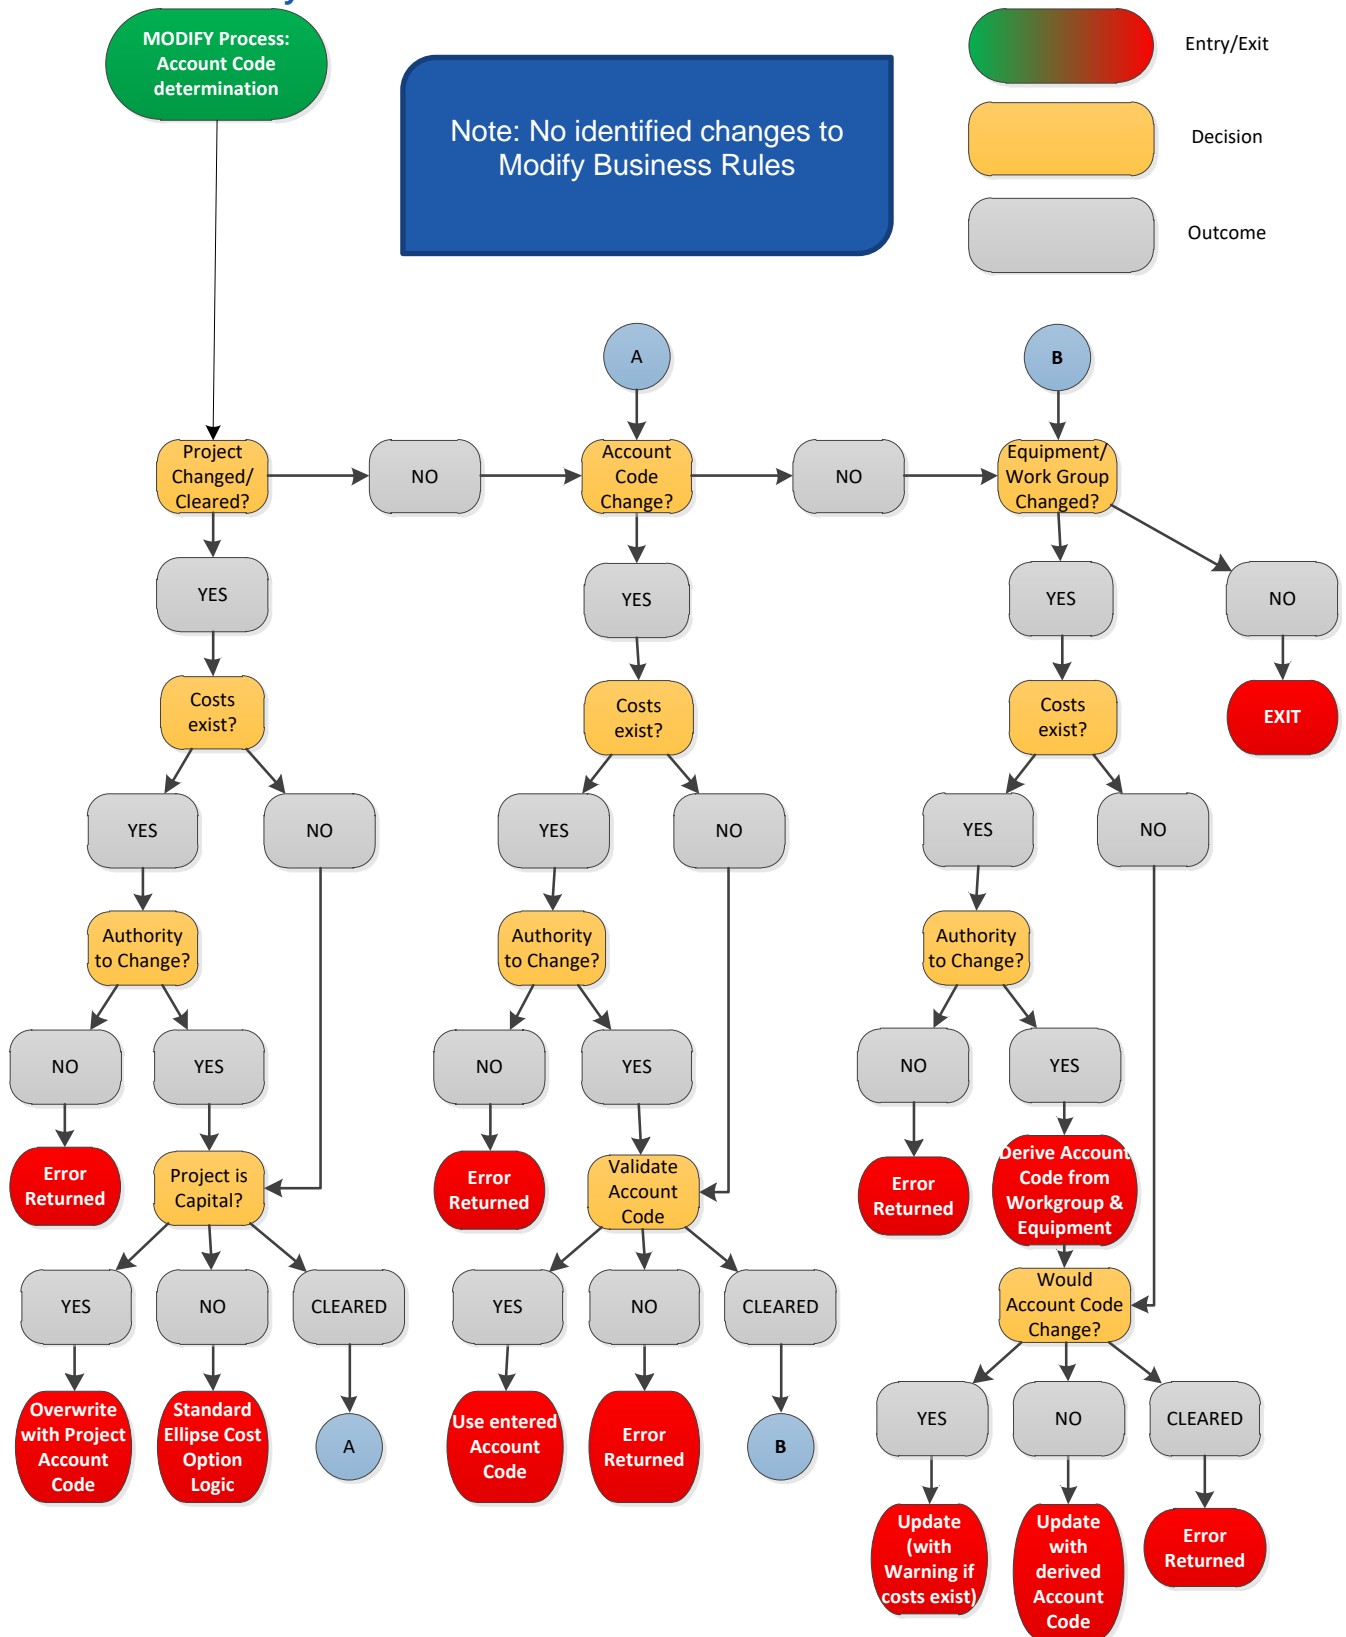 MODIFY Process:
Account Code
determination
Note: No identified changes to
Modify Business Rules
Entry/Exit
Decision
Outcome
A
B
Project
Changed/
Cleared?
NO
Account
Code
Change?
NO
Equipment/
Work Group
Changed?
YES
YES
YES
NO
Costs
exist?
Costs
exist?
Costs
exist?
EXIT
YES
NO
YES
NO
YES
NO
Authority
to Change?
Authority
to Change?
Authority
to Change?
NO
YES
NO
YES
NO
YES
Error
Returned
Project is
Capital?
Error
Returned
Validate
Account
Code
Error
Returned
Derive Account
Code from
Workgroup &
Equipment
YES
NO
CLEARED
YES
NO
CLEARED
Would
Account Code
Change?
Overwrite
with Project
Account
Code
Standard
Ellipse Cost
Option
Logic
A
Use entered
Account
Code
Error
Returned
B
YES
NO
CLEARED
Update
(with
Warning if
costs exist)
Update
with
derived
Account
Code
Error
Returned